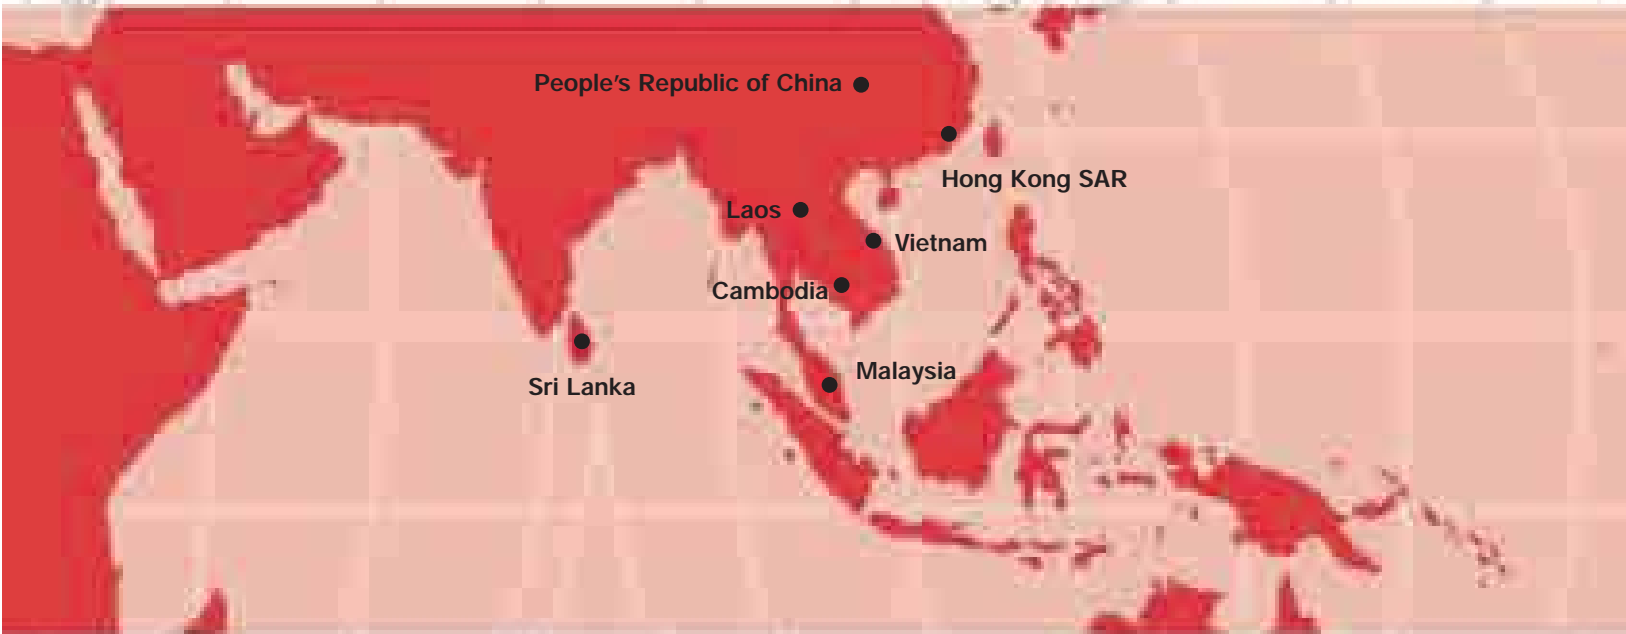 People's Republic of China
Hong Kong SAR
Laos
Vietnam
Cambodia
Malaysia
Sri Lanka